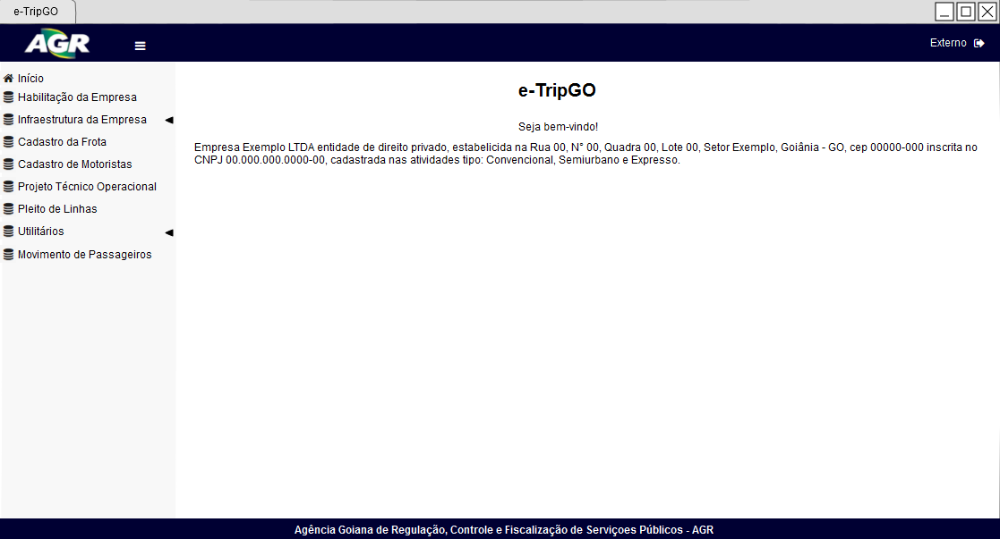 e-TripGO
AGR
Externo
Início
Habilitação da Empresa
Infraestrutura da Empresa
Cadastro da Frota
Cadastro de Motoristas
Projeto Técnico Operacional
Pleito de Linhas
Utilitários
Movimento de Passageiros
e-TripGO
Seja bem-vindo!
Empresa Exemplo LTDA entidade de direito privado, estabelicida na Rua 00, N° 00, Quadra 00, Lote 00, Setor Exemplo, Goiânia - GO, cep 00000-000 inscrita no
CNPJ 00.000.000.0000-00, cadastrada nas atividades tipo: Convencional, Semiurbano e Expresso.
Agência Goiana de Regulação, Controle e Fiscalização de Serviçoes Públicos - AGR